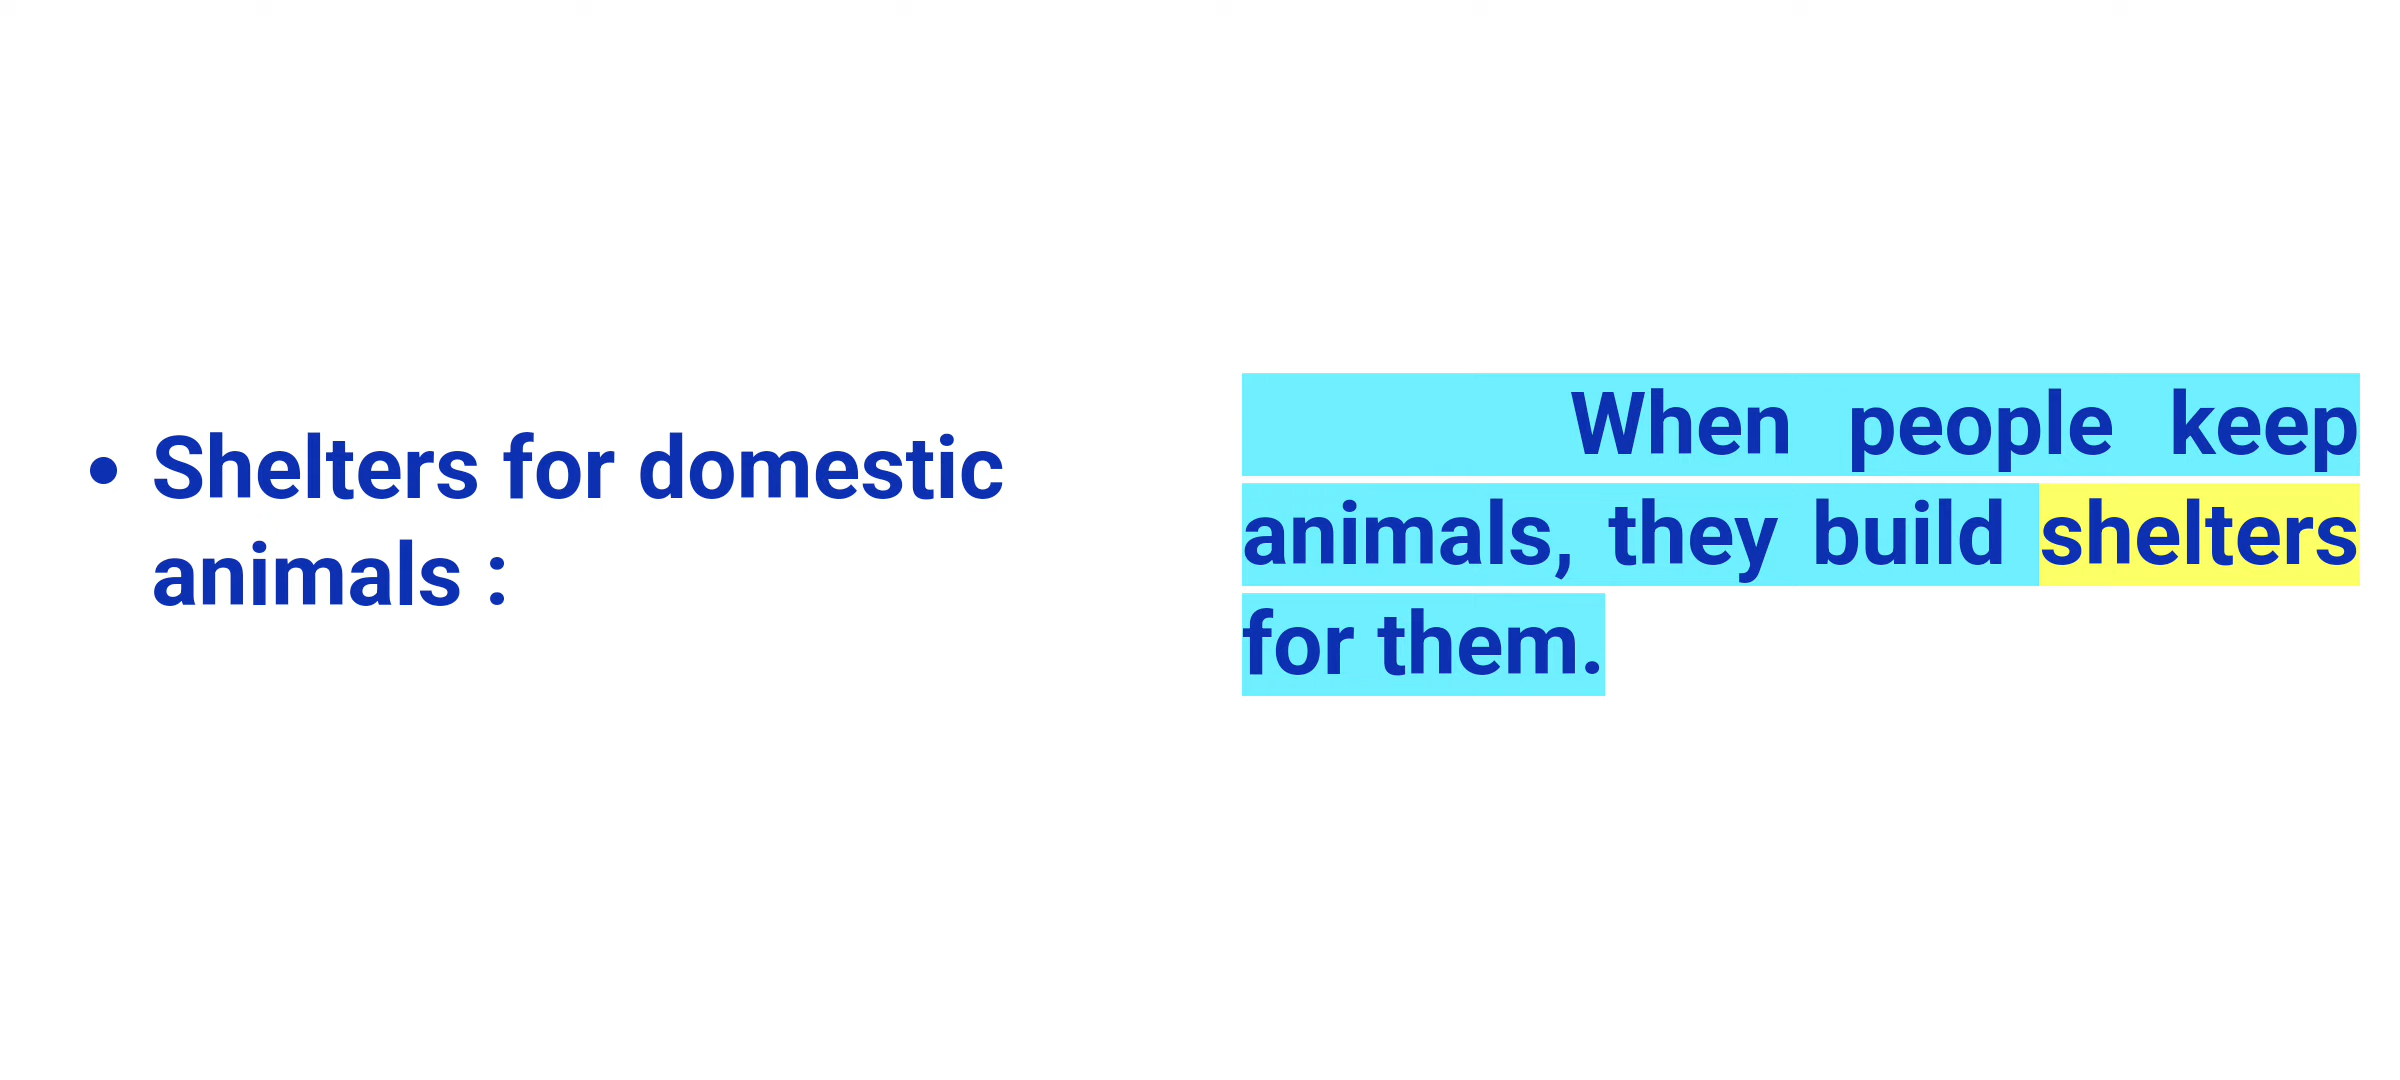 • Shelters for domestic
animals :
When people keep
animals, they build shelters
for them.